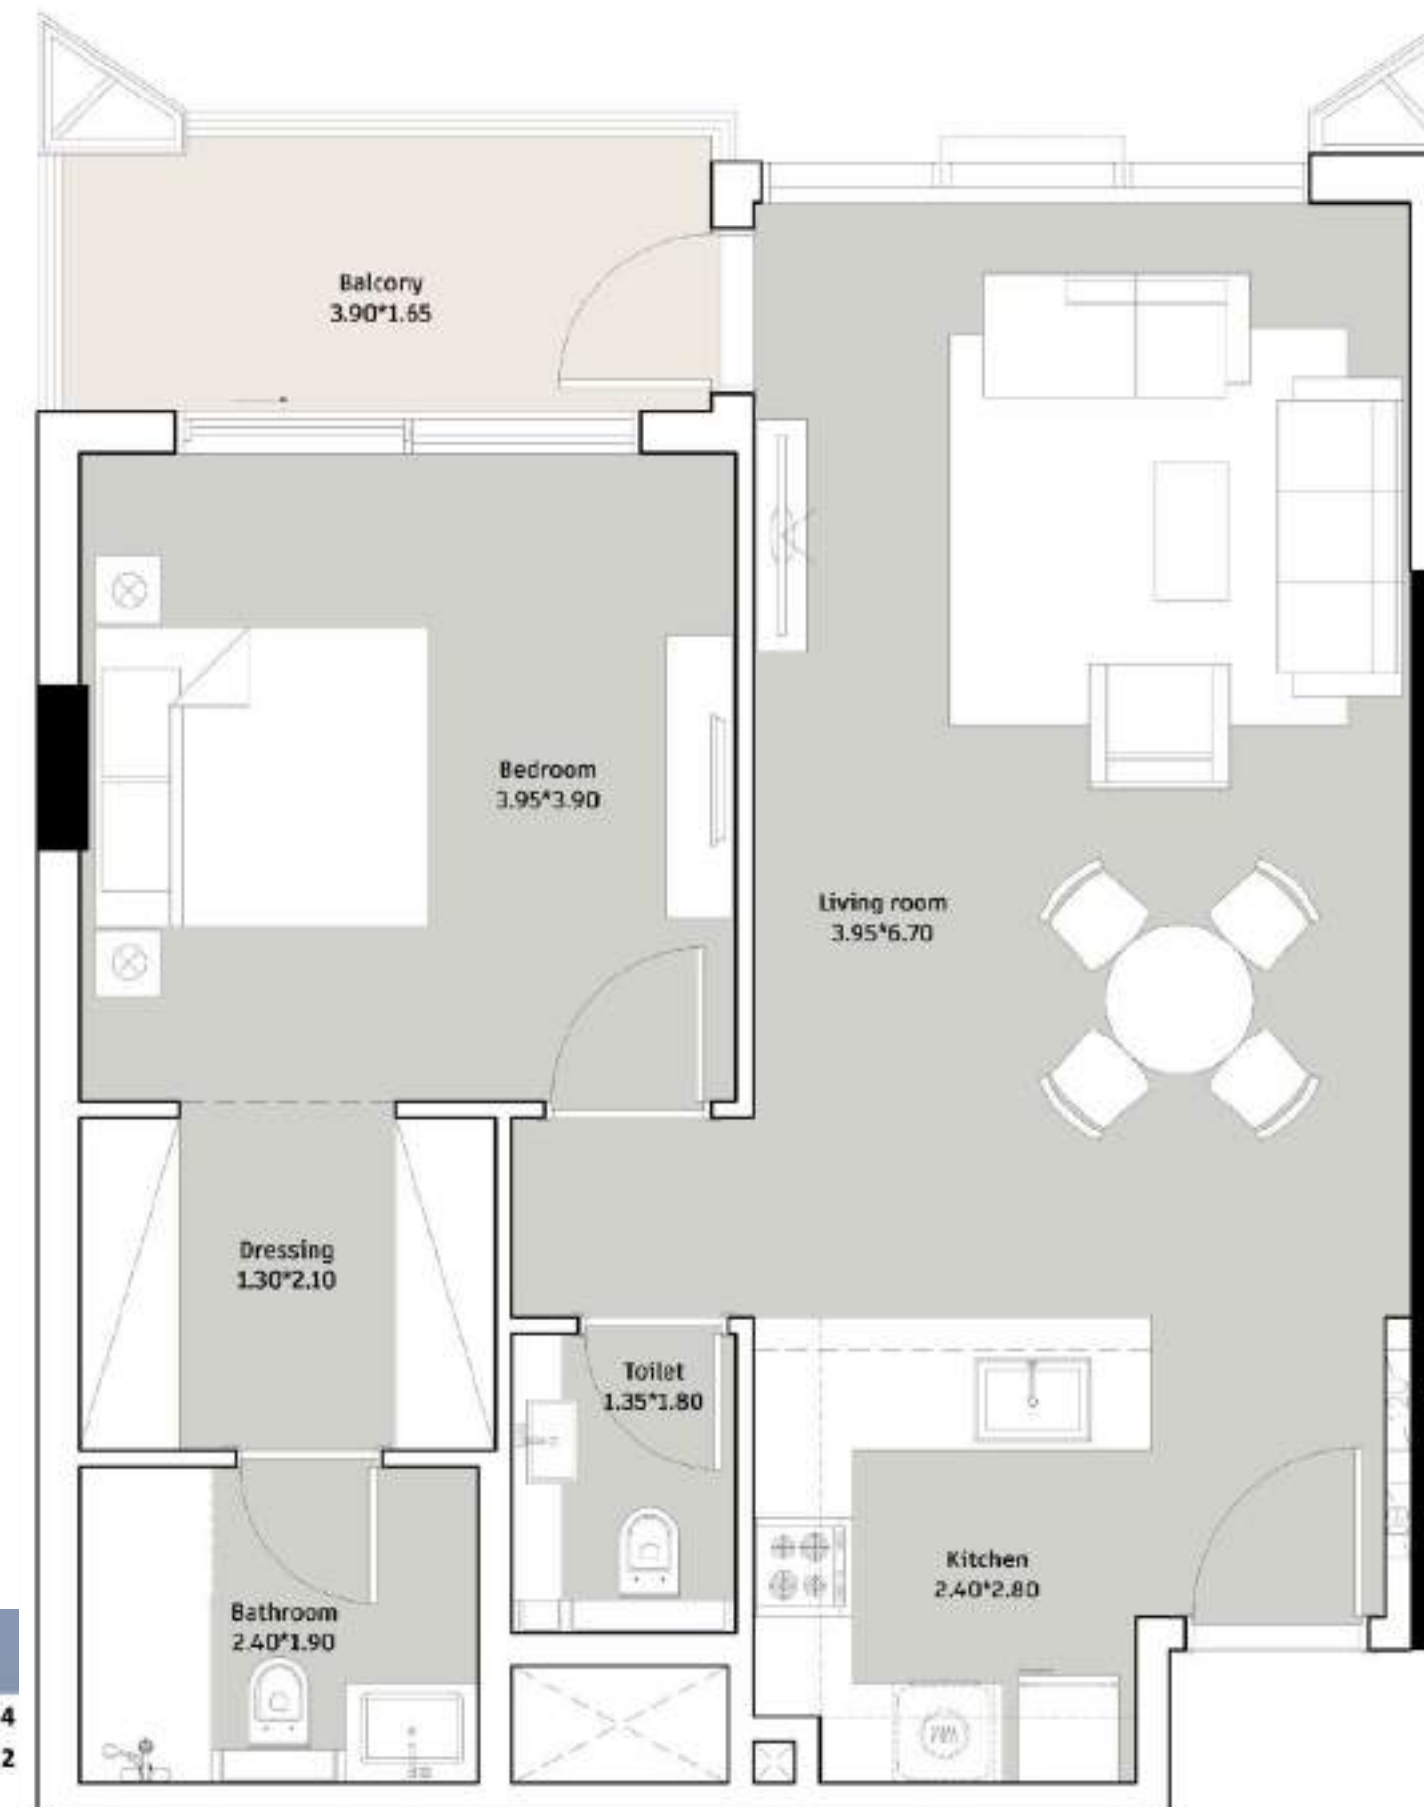 Balcony
3.90*1.65
Bedroom
3.95*3.90
Living room
3.95*6.70
Dressing
1.30*2.10
Toilet
1.35*1.80
Kitchen
2.40*2.80
Bathroom
2.40*1.90
4
2
WM